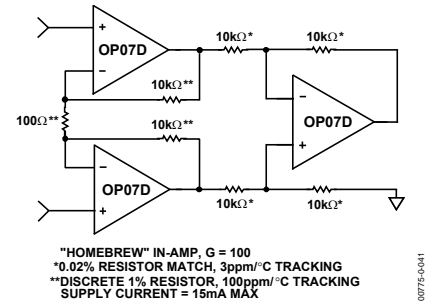 +
OP07D
−
10kΩ*
10kΩ*
10kΩ**
−
OP07D
+
100Ω**
10kΩ**
−
OP07D
+
10kΩ*
10kΩ*
"HOMEBREW" IN-AMP, G = 100
*0.02% RESISTOR MATCH, 3ppm/°C TRACKING
**DISCRETE 1% RESISTOR, 100ppm/°C TRACKING
SUPPLY CURRENT = 15mA MAX
00775-0-041